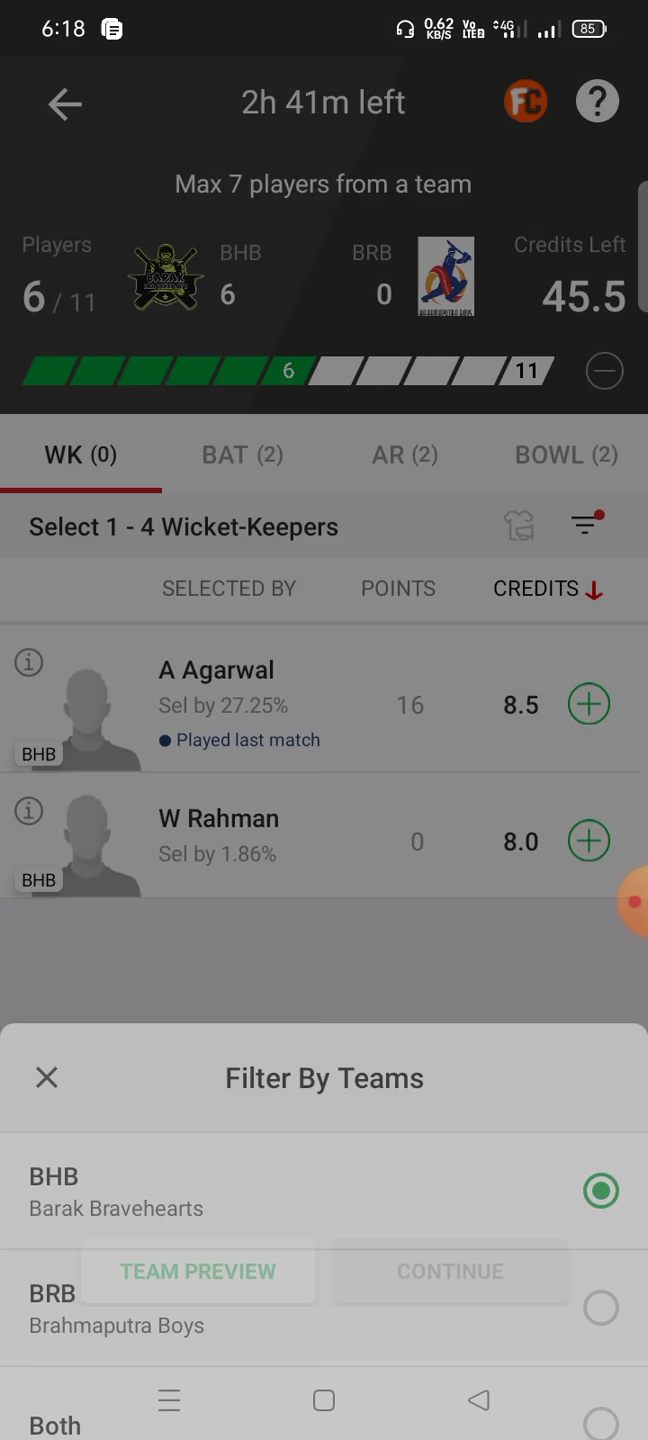 6:18
0.62 KB/S
Vo LTE
4G
85
2h 41m left
FC
?
Max 7 players from a team
Players
6 / 11
BHB
6
BRB
0
Credits Left
45.5
BARAK
6
11
WK (0)
BAT (2)
AR (2)
BOWL (2)
Select 1 - 4 Wicket-Keepers
SELECTED BY
POINTS
CREDITS
A Agarwal
Sel by 27.25%
16
8.5
Played last match
BHB
W Rahman
Sel by 1.86%
0
8.0
BHB
Filter By Teams
BHB
Barak Bravehearts
TEAM PREVIEW
CONTINUE
BRB
Brahmaputra Boys
Both